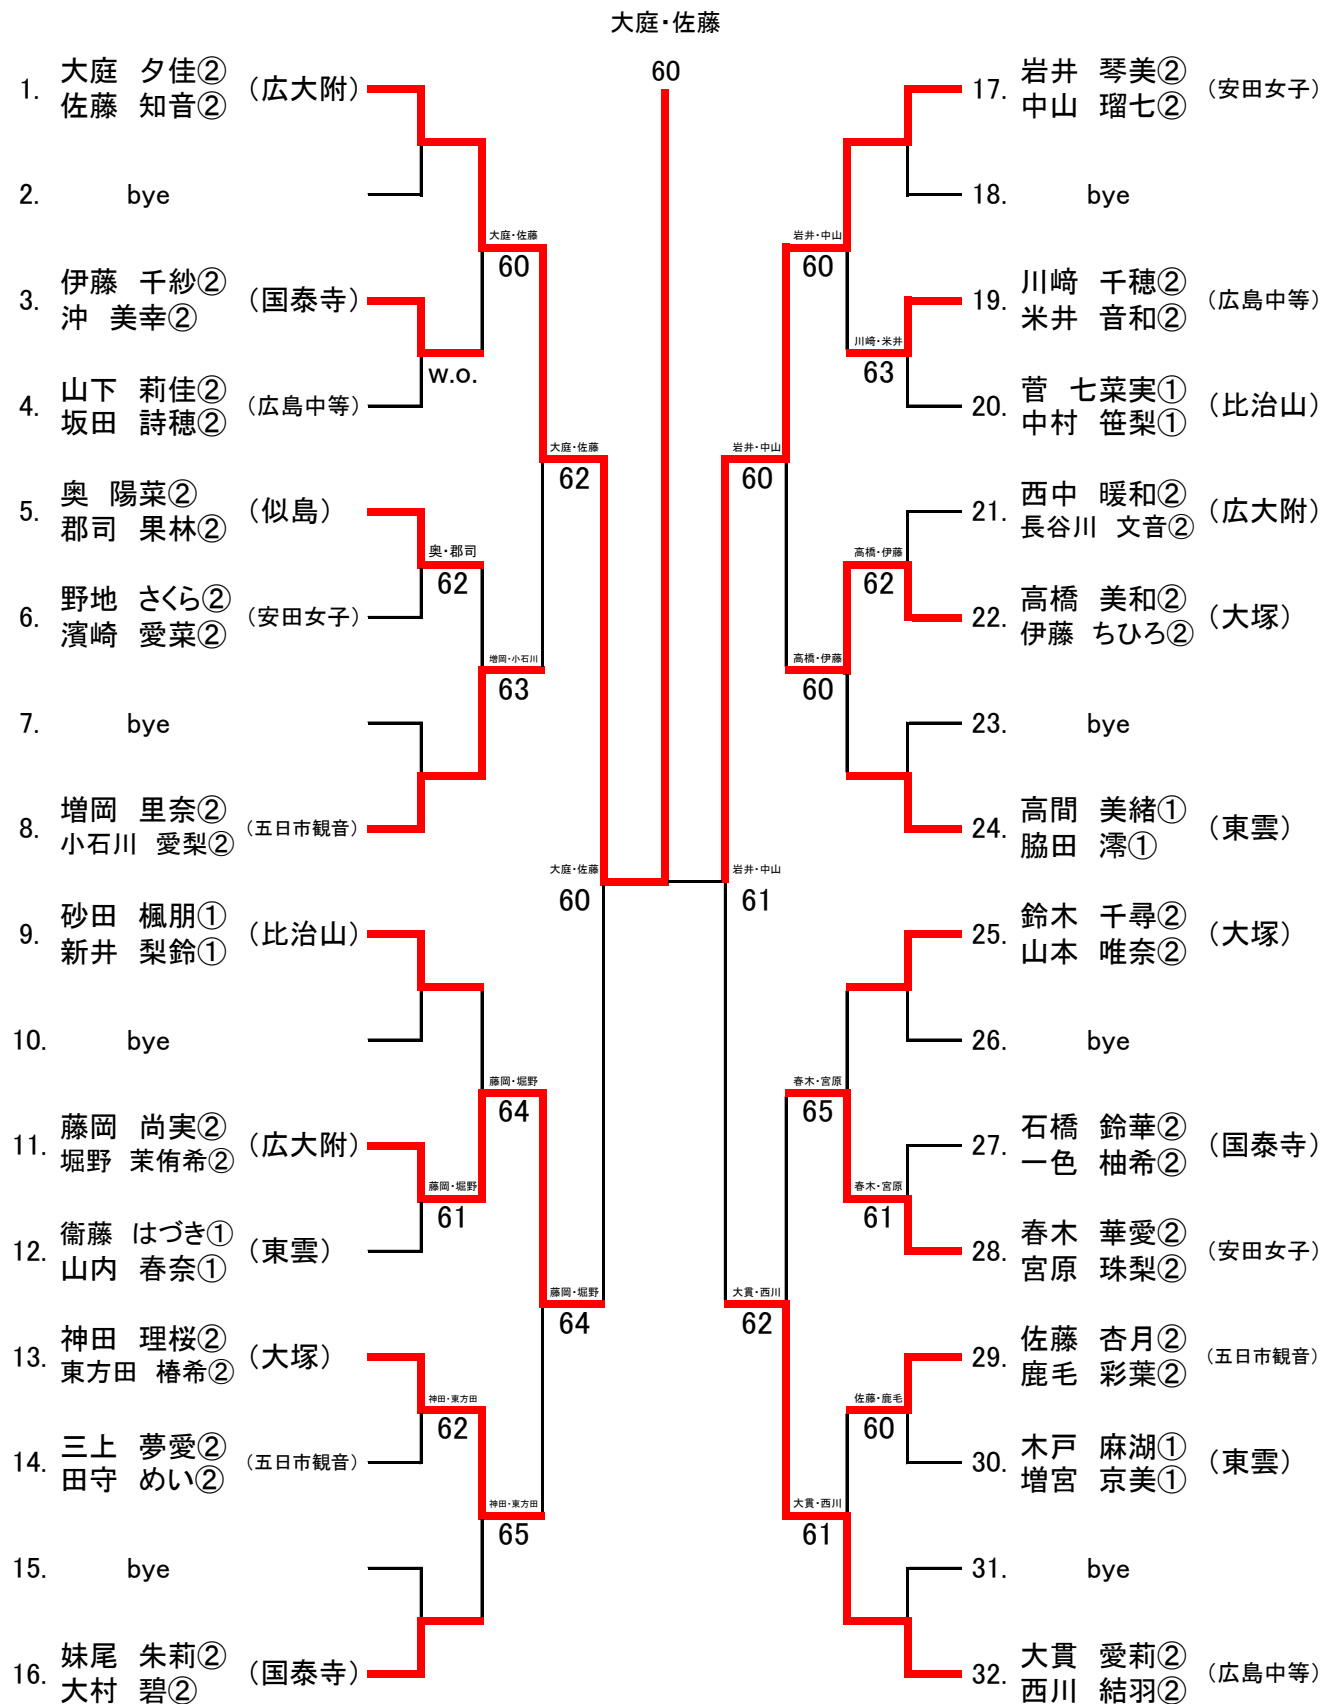 大庭・佐藤
60
1. 大庭 夕佳② (広大附)
佐藤 知音②
2. bye
大庭・佐藤
60
3. 伊藤 千紗② (国泰寺)
沖 美幸②
w.o.
4. 山下 莉佳② (広島中等)
坂田 詩穂②
大庭・佐藤
62
5. 奥 陽菜② (似島)
郡司 果林②
奥・郡司
62
6. 野地 さくら② (安田女子)
濱崎 愛菜②
増岡・小石川
63
7. bye
8. 増岡 里奈② (五日市観音)
小石川 愛梨②
大庭・佐藤
60
9. 砂田 楓朋① (比治山)
新井 梨鈴①
10. bye
藤岡・堀野
64
11. 藤岡 尚実② (広大附)
堀野 茉侑希②
藤岡・堀野
61
12. 衞藤 はづき① (東雲)
山内 春奈①
藤岡・堀野
64
13. 神田 理桜② (大塚)
東方田 椿希②
神田・東方田
62
14. 三上 夢愛② (五日市観音)
田守 めい②
神田・東方田
65
15. bye
16. 妹尾 朱莉② (国泰寺)
大村 碧②
17. 岩井 琴美② (安田女子)
中山 瑠七②
18. bye
岩井・中山
60
19. 川﨑 千穂② (広島中等)
米井 音和②
川﨑・米井
63
20. 菅 七菜実① (比治山)
中村 笹梨①
岩井・中山
60
21. 西中 暖和② (広大附)
長谷川 文音②
高橋・伊藤
62
22. 高橋 美和② (大塚)
伊藤 ちひろ②
高橋・伊藤
60
23. bye
24. 高間 美緒① (東雲)
脇田 澪①
岩井・中山
61
25. 鈴木 千尋② (大塚)
山本 唯奈②
26. bye
春木・宮原
65
27. 石橋 鈴華② (国泰寺)
一色 柚希②
春木・宮原
61
28. 春木 華愛② (安田女子)
宮原 珠梨②
大貫・西川
62
29. 佐藤 杏月② (五日市観音)
鹿毛 彩葉②
佐藤・鹿毛
60
30. 木戸 麻湖① (東雲)
増宮 京美①
大貫・西川
61
31. bye
32. 大貫 愛莉② (広島中等)
西川 結羽②